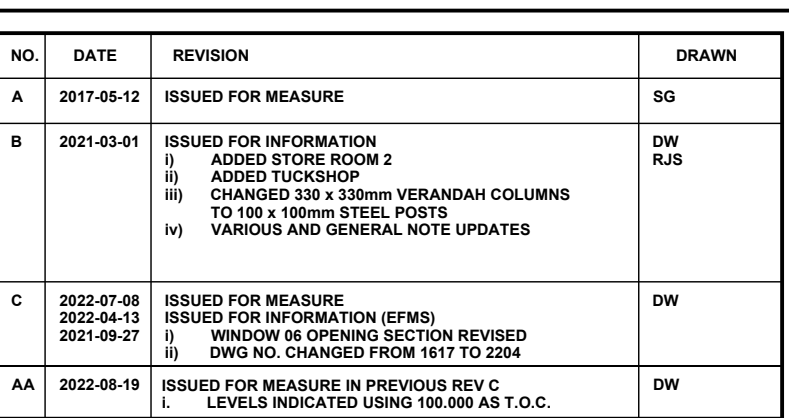 NO. DATE REVISION DRAWN
A 2017-05-12 ISSUED FOR MEASURE SG
B 2021-03-01 ISSUED FOR INFORMATION DW
i) ADDED STORE ROOM 2 RJS
ii) ADDED TUCKSHOP
iii) CHANGED 330 x 330mm VERANDAH COLUMNS
TO 100 x 100mm STEEL POSTS
iv) VARIOUS AND GENERAL NOTE UPDATES
C 2022-07-08 ISSUED FOR MEASURE DW
2022-04-13 ISSUED FOR INFORMATION (EFMS)
2021-09-27 i) WINDOW 06 OPENING SECTION REVISED
ii) DWG NO. CHANGED FROM 1617 TO 2204
AA 2022-08-19 ISSUED FOR MEASURE IN PREVIOUS REV C DW
i. LEVELS INDICATED USING 100.000 AS T.O.C.